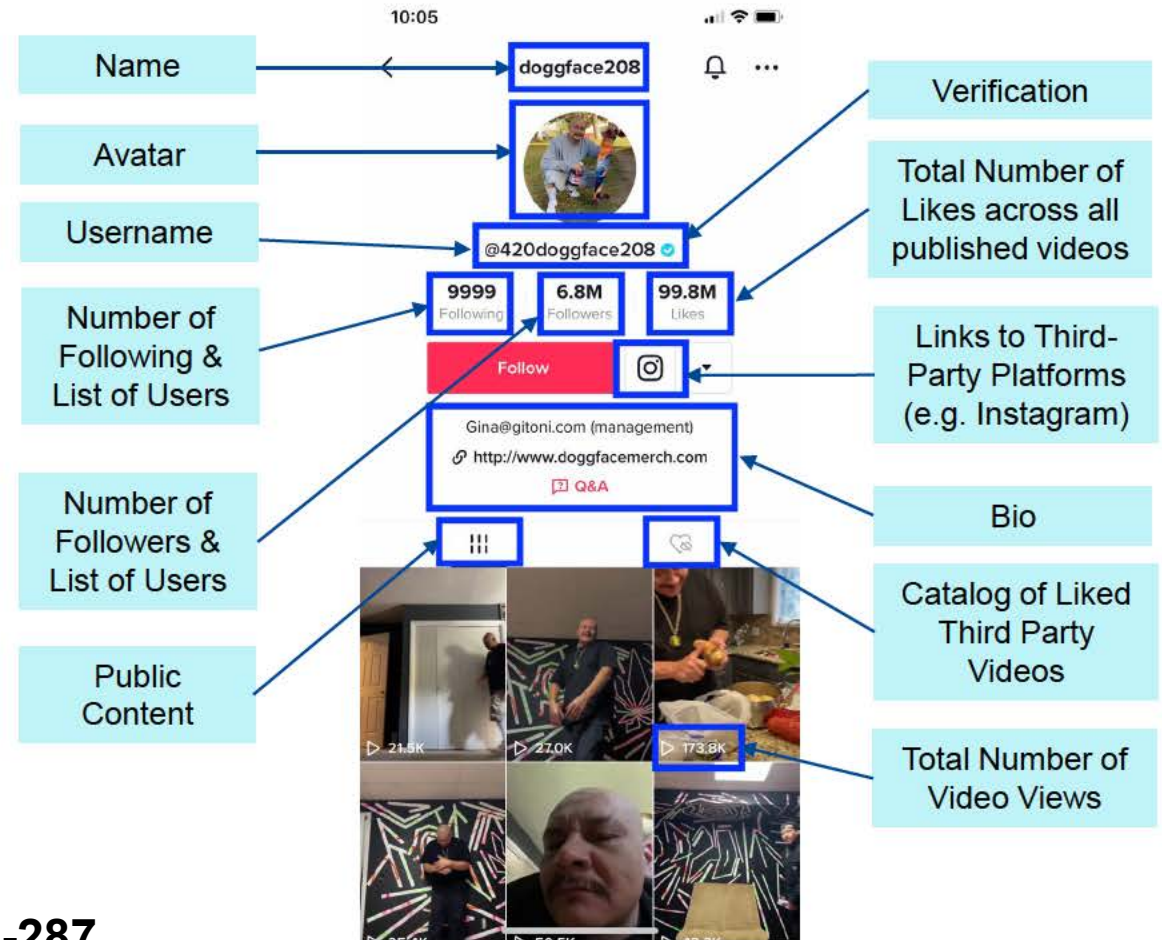 10:05
Name
doggface208
Verification
Avatar
Total Number of
Likes across all
published videos
Username
@420doggface208
Number of
Following &
List of Users
9999
Following
6.8M
Followers
99.8M
Likes
Links to Third-
Party Platforms
(e.g. Instagram)
Follow
Gina@gitoni.com (management)
http://www.doggfacemerch.com
Q&A
Bio
Number of
Followers &
List of Users
Catalog of Liked
Third Party
Videos
Public
Content
21.5K
27.0K
173.8K
Total Number of
Video Views
-287